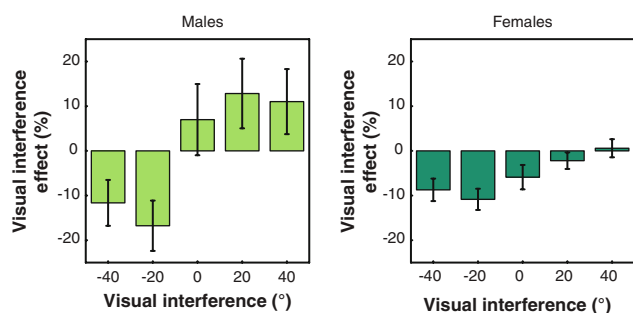 Males
Visual interference
effect (%)
20
10
0
-10
-20
-40 -20 0 20 40
Visual interference (°)
Females
Visual interference
effect (%)
20
10
0
-10
-20
-40 -20 0 20 40
Visual interference (°)